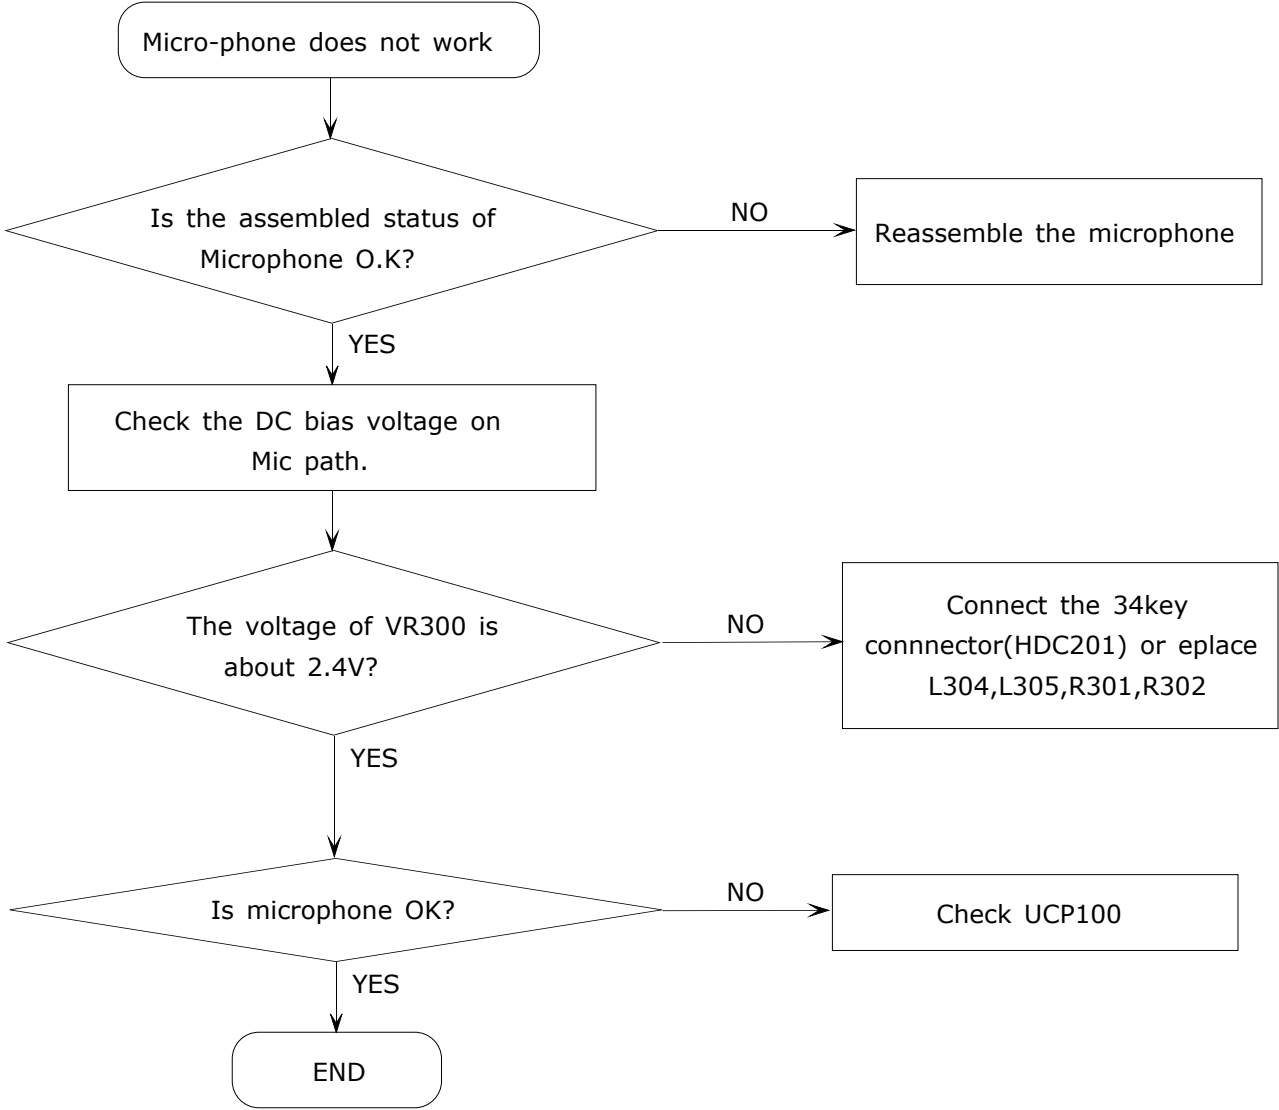 Micro-phone does not work
Is the assembled status of
Microphone O.K?
NO
Reassemble the microphone
YES
Check the DC bias voltage on
Mic path.
The voltage of VR300 is
about 2.4V?
NO
Connect the 34key
connnector(HDC201) or eplace
L304,L305,R301,R302
YES
Is microphone OK?
NO
Check UCP100
YES
END